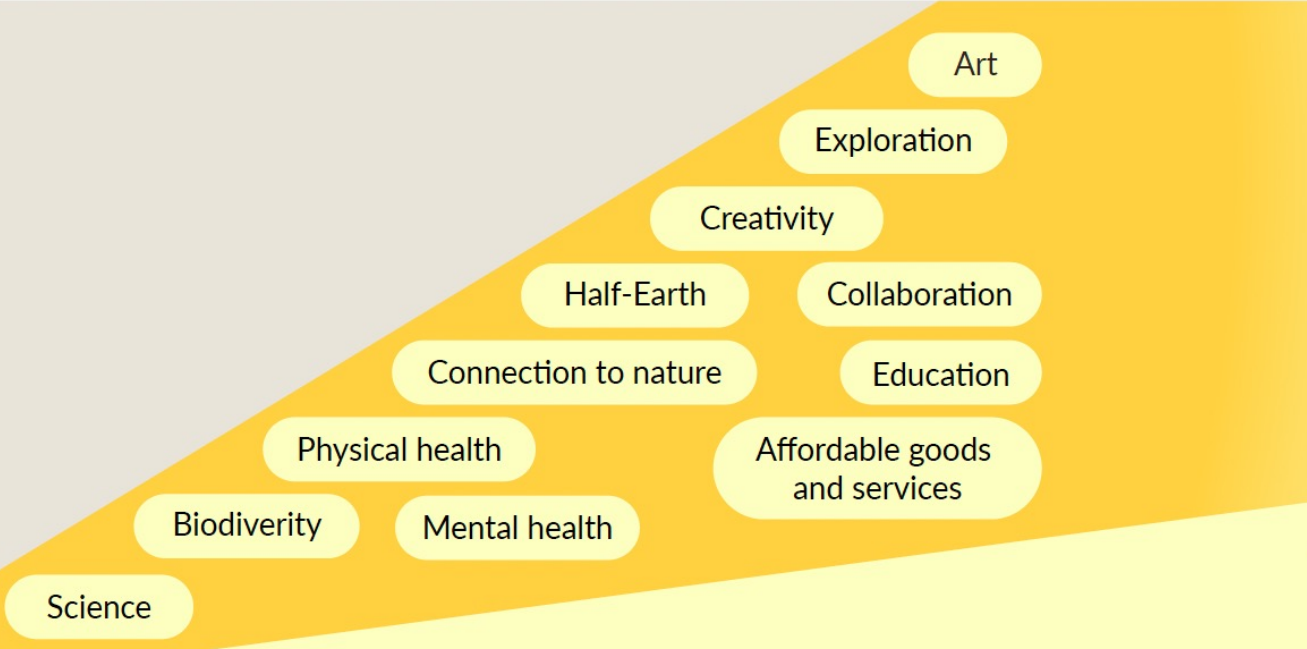 Art
Exploration
Creativity
Half-Earth
Collaboration
Connection to nature
Education
Physical health
Affordable goods
and services
Biodiverity
Mental health
Science